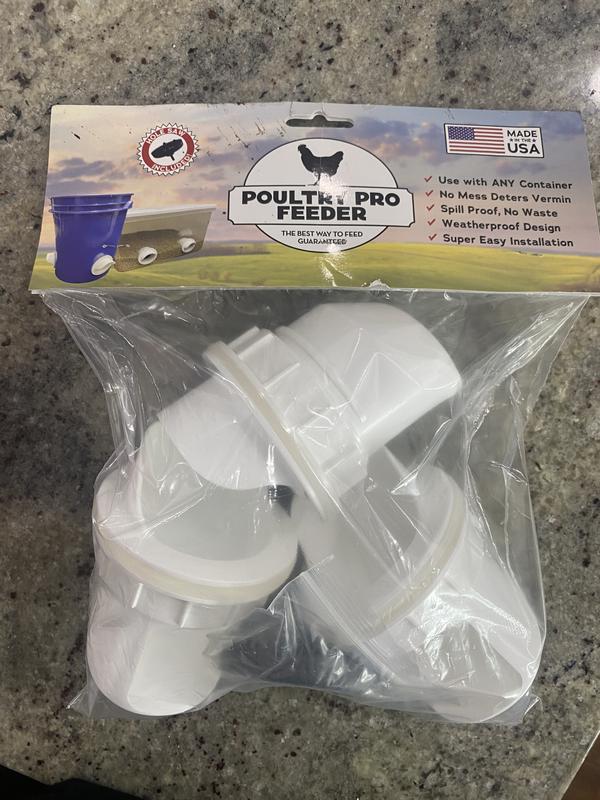 HOLE SAW
INCLUDED
POULTRY PRO
FEEDER
THE BEST WAY TO FEED
GUARANTEED
MADE
IN THE
USA
✓ Use with ANY Container
✓ No Mess Deters Vermin
✓ Spill Proof, No Waste
✓ Weatherproof Design
✓ Super Easy Installation